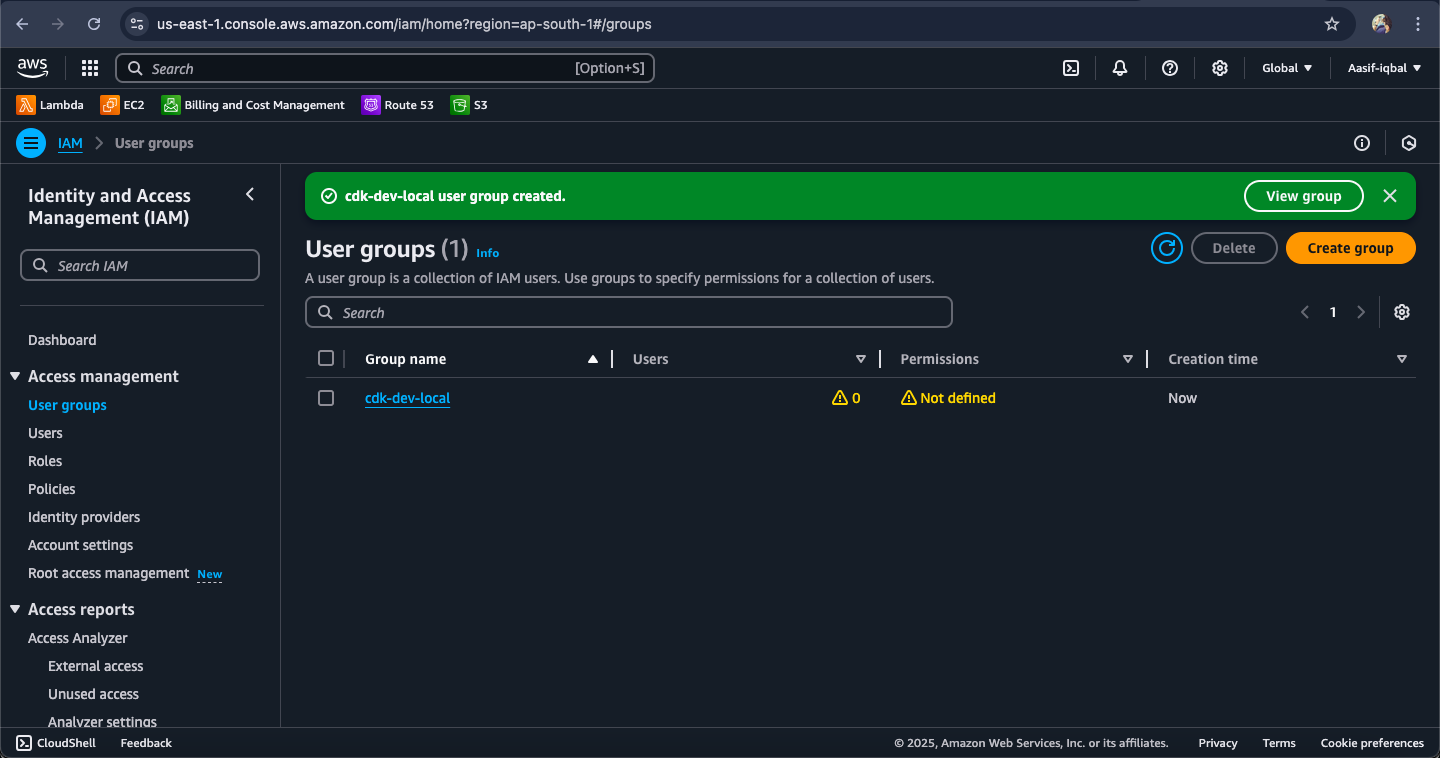 us-east-1.console.aws.amazon.com/iam/home?region=ap-south-1#/groups
aws
Search
[Option+S]
Global
Aasif-iqbal
Lambda
EC2
Billing and Cost Management
Route 53
S3
IAM
User groups
Identity and Access
Management (IAM)
Search IAM
Dashboard
Access management
User groups
Users
Roles
Policies
Identity providers
Account settings
Root access management New
Access reports
Access Analyzer
External access
Unused access
Analyzer settings
cdk-dev-local user group created.
View group
User groups (1) Info
Delete
Create group
A user group is a collection of IAM users. Use groups to specify permissions for a collection of users.
Search
1
Group name
Users
Permissions
Creation time
cdk-dev-local
0
Not defined
Now
CloudShell
Feedback
© 2025, Amazon Web Services, Inc. or its affiliates.
Privacy
Terms
Cookie preferences